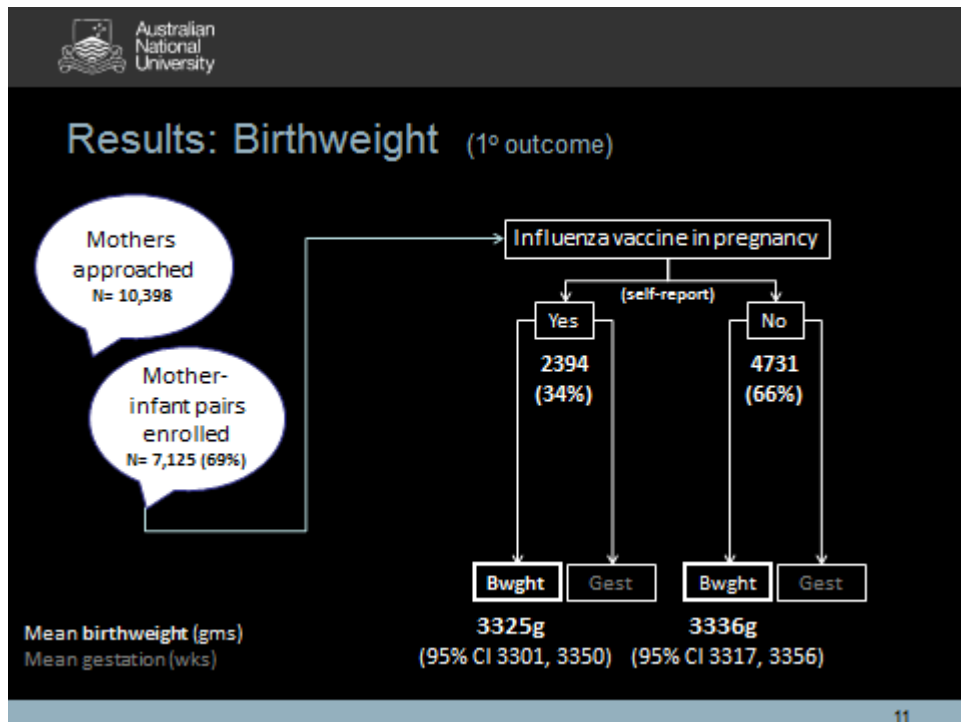 Australian
National
University
Results: Birthweight (1º outcome)
Mothers
approached
N= 10,398
Mother-
infant pairs
enrolled
N= 7,125 (69%)
Influenza vaccine in pregnancy
(self-report)
Yes No
2394 4731
(34%) (66%)
Bwght Gest Bwght Gest
3325g 3336g
(95% CI 3301, 3350) (95% CI 3317, 3356)
Mean birthweight (gms)
Mean gestation (wks)
11